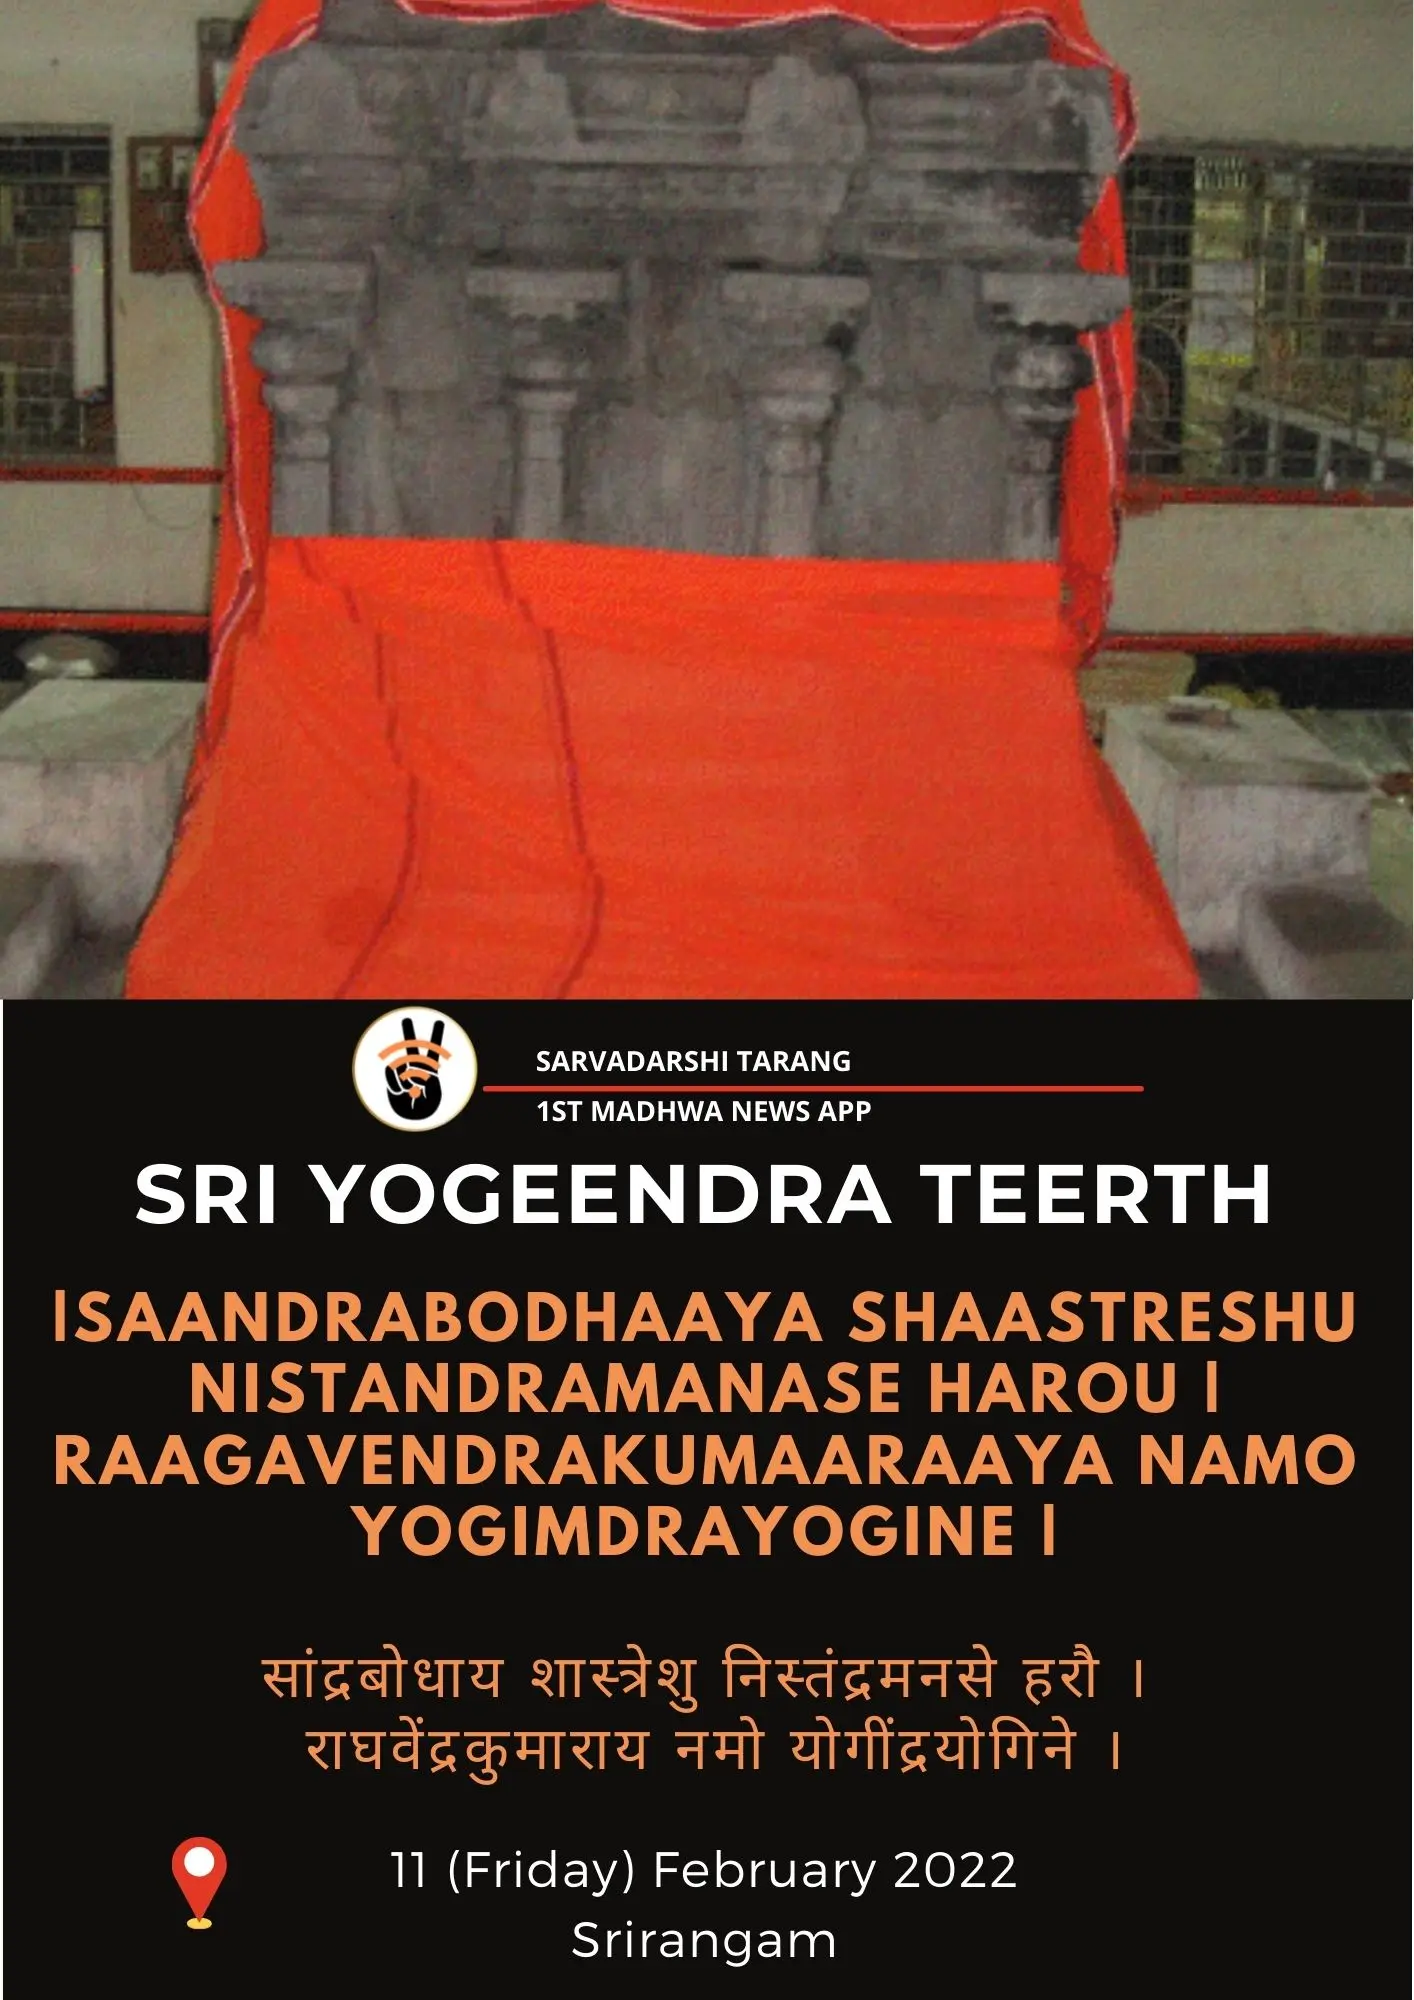 SARVADARSHI TARANG
1ST MADHWA NEWS APP
SRI YOGEENDRA TEERTH
|SAANDRABODHAAYA SHAASTRESHU
NISTANDRAMANASE HAROU |
RAAGAVENDRAKUMAARAAYA NAMO
YOGIMDRAYOGINE |
सांद्रबोधाय शास्त्रेशु निस्तंद्रमनसे हरौ ।
राघवेंद्रकुमाराय नमो योगींद्रयोगिने ।
11 (Friday) February 2022
Srirangam